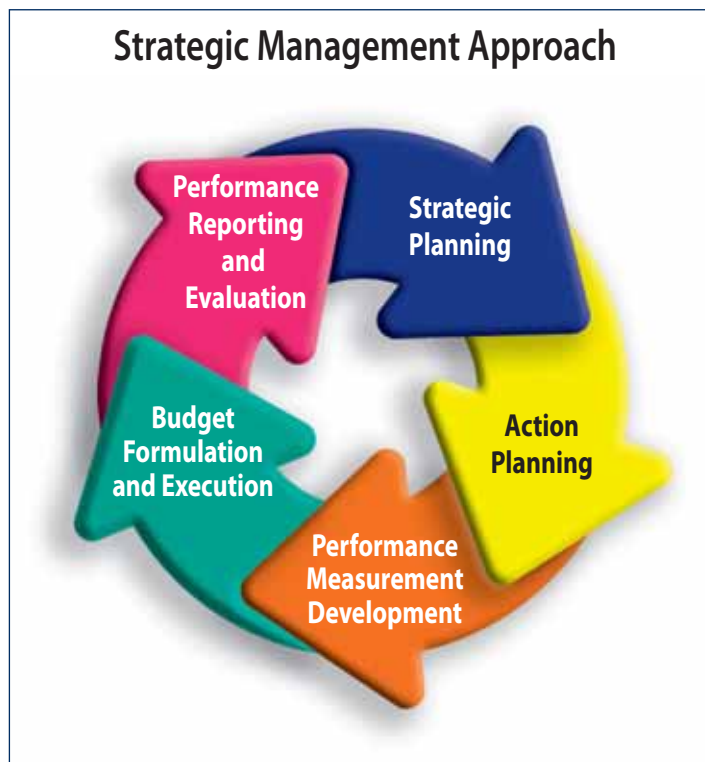 Strategic Management Approach
Strategic
Planning
Action
Planning
Performance
Measurement
Development
Budget
Formulation
and Execution
Performance
Reporting
and
Evaluation